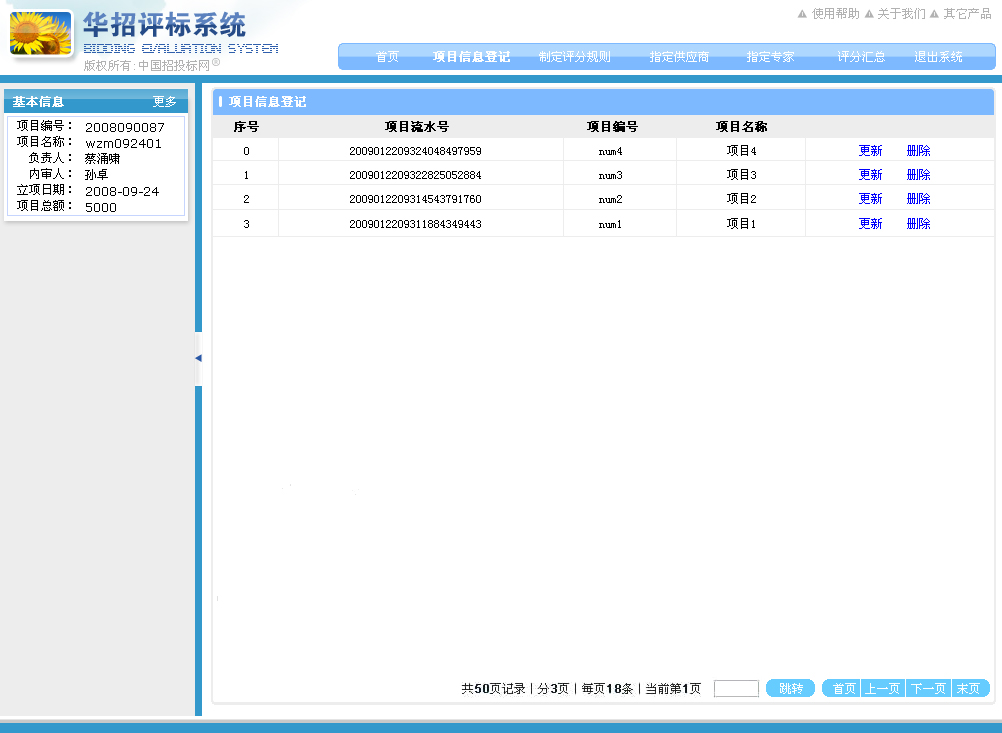 华招评标系统
BIDDING EVALUATION SYSTEM
版权所有:中国招投标网®
▲ 使用帮助 ▲ 关于我们 ▲ 其它产品
首页 项目信息登记 制定评分规则 指定供应商 指定专家 评分汇总 退出系统
基本信息 更多
项目编号： 2008090087
项目名称： wzm092401
负责人： 蔡涌啸
内审人： 孙卓
立项日期： 2008-09-24
项目总额： 5000
项目信息登记
序号 项目流水号 项目编号 项目名称
0 2009012209324048497959 num4 项目4 更新 删除
1 2009012209322825052884 num3 项目3 更新 删除
2 2009012209314543791760 num2 项目2 更新 删除
3 2009012209311884349443 num1 项目1 更新 删除
共50页记录 | 分3页 | 每页18条 | 当前第1页 跳转 首页 上一页 下一页 末页